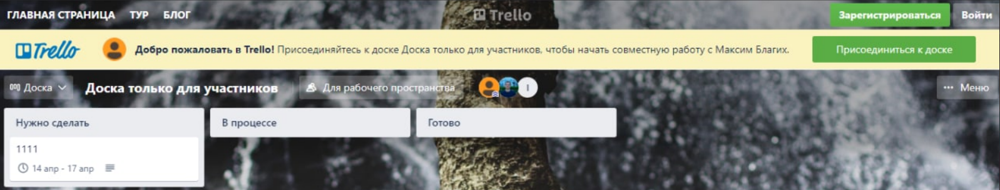 ГЛАВНАЯ СТРАНИЦА ТУР БЛОГ Trello Зарегистрироваться Войти
Trello Добро пожаловать в Trello! Присоединяйтесь к доске Доска только для участников, чтобы начать совместную работу с Максим Благих. Присоединиться к доске
Доска Доска только для участников Для рабочего пространства I ··· Меню
Нужно сделать В процессе Готово
1111
14 апр - 17 апр